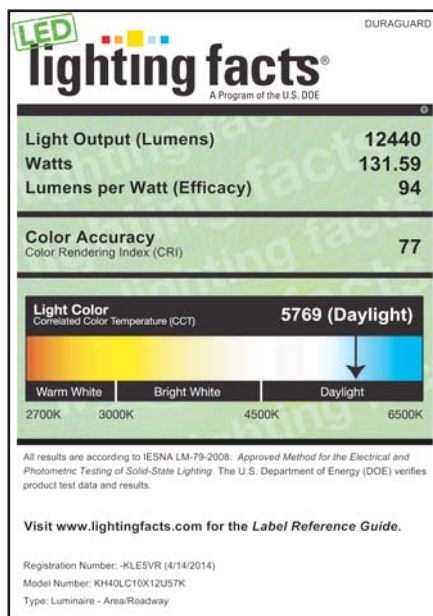 LED
DURAGUARD
lighting facts®
A Program of the U.S. DOE
Light Output (Lumens) 12440
Watts 131.59
Lumens per Watt (Efficacy) 94
Color Accuracy
Color Rendering Index (CRI) 77
Light Color
Correlated Color Temperature (CCT) 5769 (Daylight)
Warm White Bright White Daylight
2700K 3000K 4500K 6500K
All results are according to IESNA LM-79-2008: Approved Method for the Electrical and
Photometric Testing of Solid-State Lighting. The U.S. Department of Energy (DOE) verifies
product test data and results.
Visit www.lightingfacts.com for the Label Reference Guide.
Registration Number: -KLE5VR (4/14/2014)
Model Number: KH40LC10X12U57K
Type: Luminaire - Area/Roadway